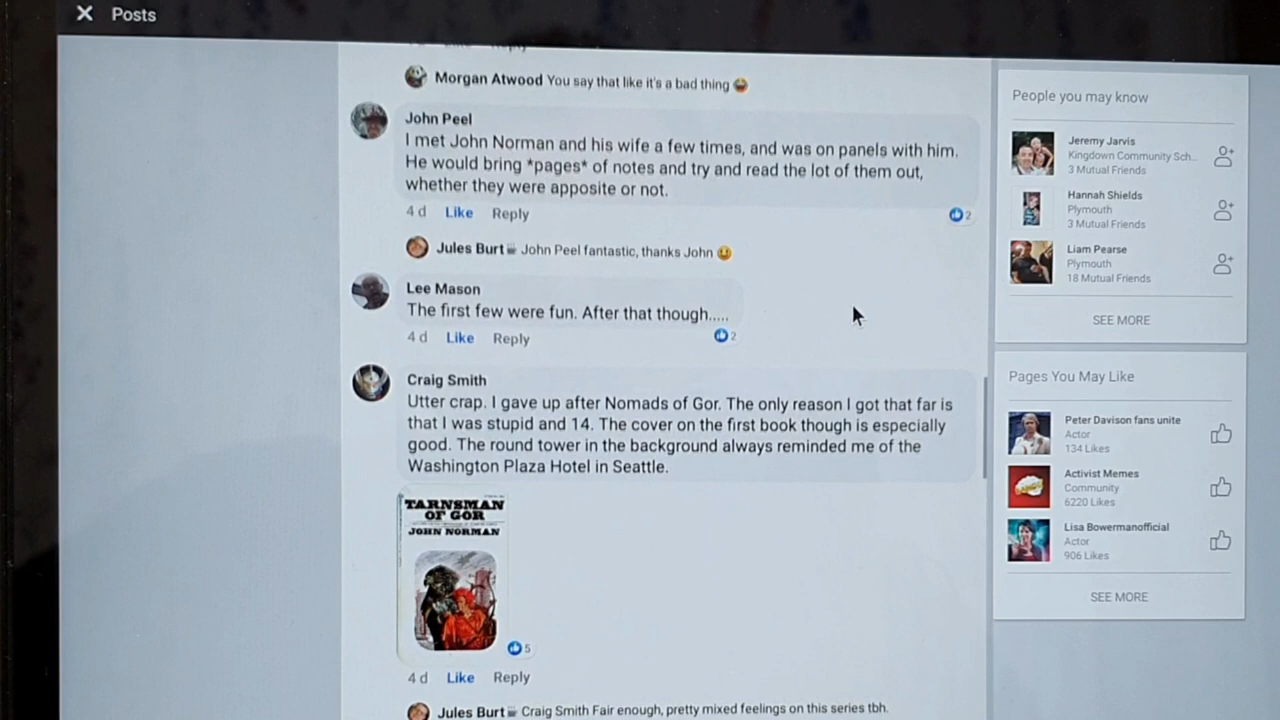 X Posts
Reply
Morgan Atwood You say that like it's a bad thing 😆
John Peel
I met John Norman and his wife a few times, and was on panels with him.
He would bring *pages* of notes and try and read the lot of them out,
whether they were apposite or not.
4 d Like Reply
2
Jules Burt John Peel fantastic, thanks John 😃
Lee Mason
The first few were fun. After that though.....
4 d Like Reply
2
Craig Smith
Utter crap. I gave up after Nomads of Gor. The only reason I got that far is
that I was stupid and 14. The cover on the first book though is especially
good. The round tower in the background always reminded me of the
Washington Plaza Hotel in Seattle.
TARNSMAN
OF GOR
JOHN NORMAN
5
4 d Like Reply
Jules Burt Craig Smith Fair enough, pretty mixed feelings on this series tbh.
People you may know
Jeremy Jarvis
Kingdown Community Sch...
3 Mutual Friends
Hannah Shields
Plymouth
3 Mutual Friends
Liam Pearse
Plymouth
18 Mutual Friends
SEE MORE
Pages You May Like
Peter Davison fans unite
Actor
134 Likes
Activist Memes
Community
6220 Likes
Lisa Bowermanofficial
Actor
906 Likes
SEE MORE